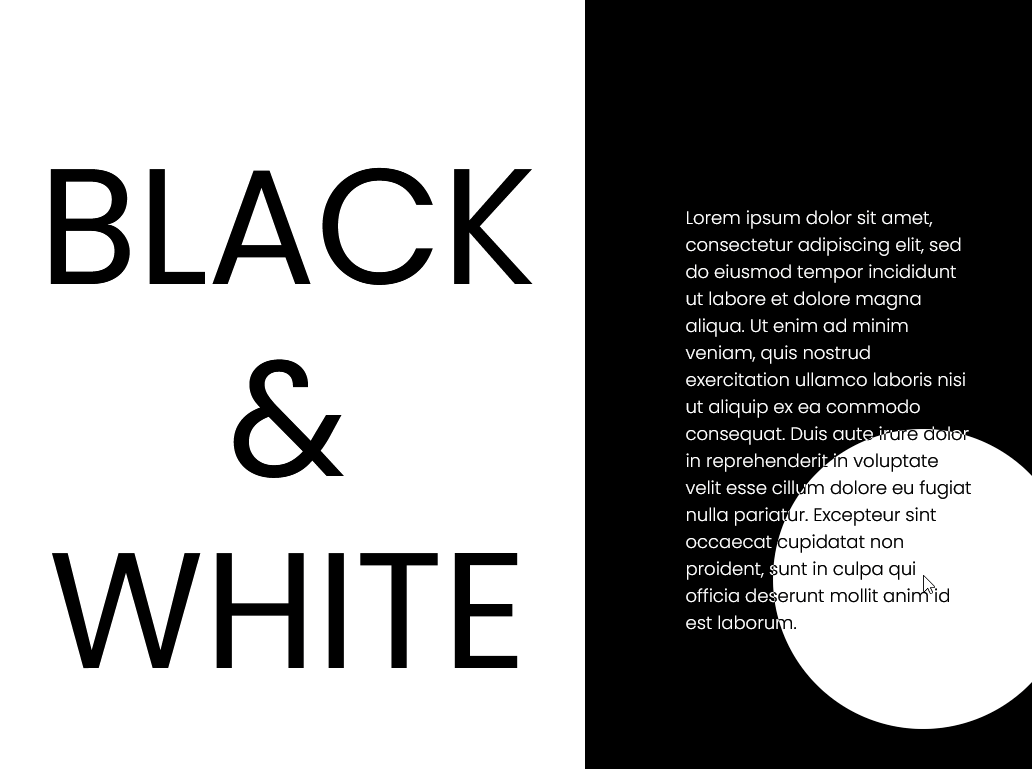 BLACK
&
WHITE
Lorem ipsum dolor sit amet,
consectetur adipiscing elit, sed
do eiusmod tempor incididunt
ut labore et dolore magna
aliqua. Ut enim ad minim
veniam, quis nostrud
exercitation ullamco laboris nisi
ut aliquip ex ea commodo
consequat. Duis aute irure dolor
in reprehenderit in voluptate
velit esse cillum dolore eu fugiat
nulla pariatur. Excepteur sint
occaecat cupidatat non
proident, sunt in culpa qui
officia deserunt mollit anim id
est laborum.